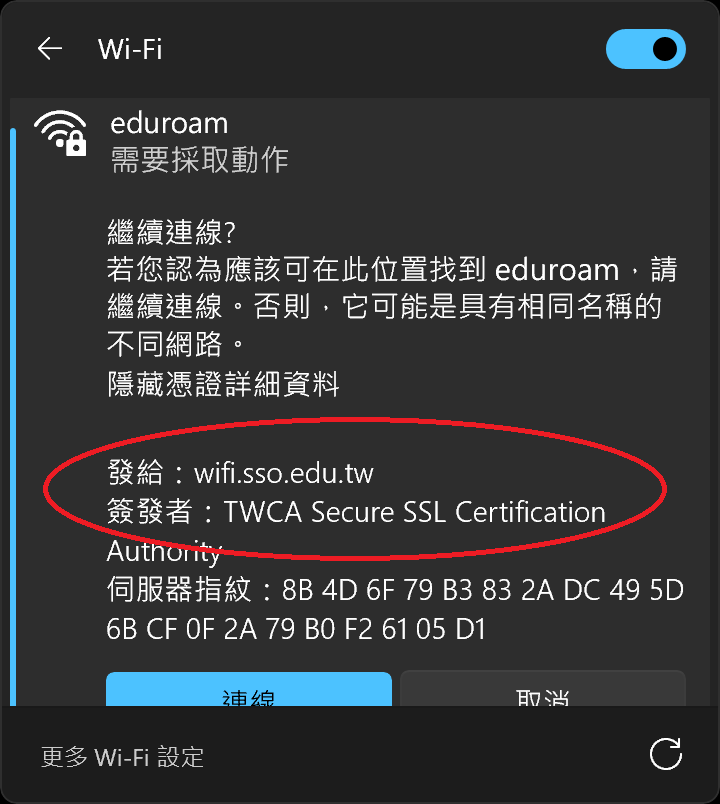 Wi-Fi
eduroam
需要採取動作
繼續連線?
若您認為應該可在此位置找到 eduroam，請
繼續連線。否則，它可能是具有相同名稱的
不同網路。
隱藏憑證詳細資料
發給：wifi.sso.edu.tw
簽發者：TWCA Secure SSL Certification
Authority
伺服器指紋：8B 4D 6F 79 B3 83 2A DC 49 5D
6B CF 0F 2A 79 B0 F2 61 05 D1
連線
取消
更多 Wi-Fi 設定